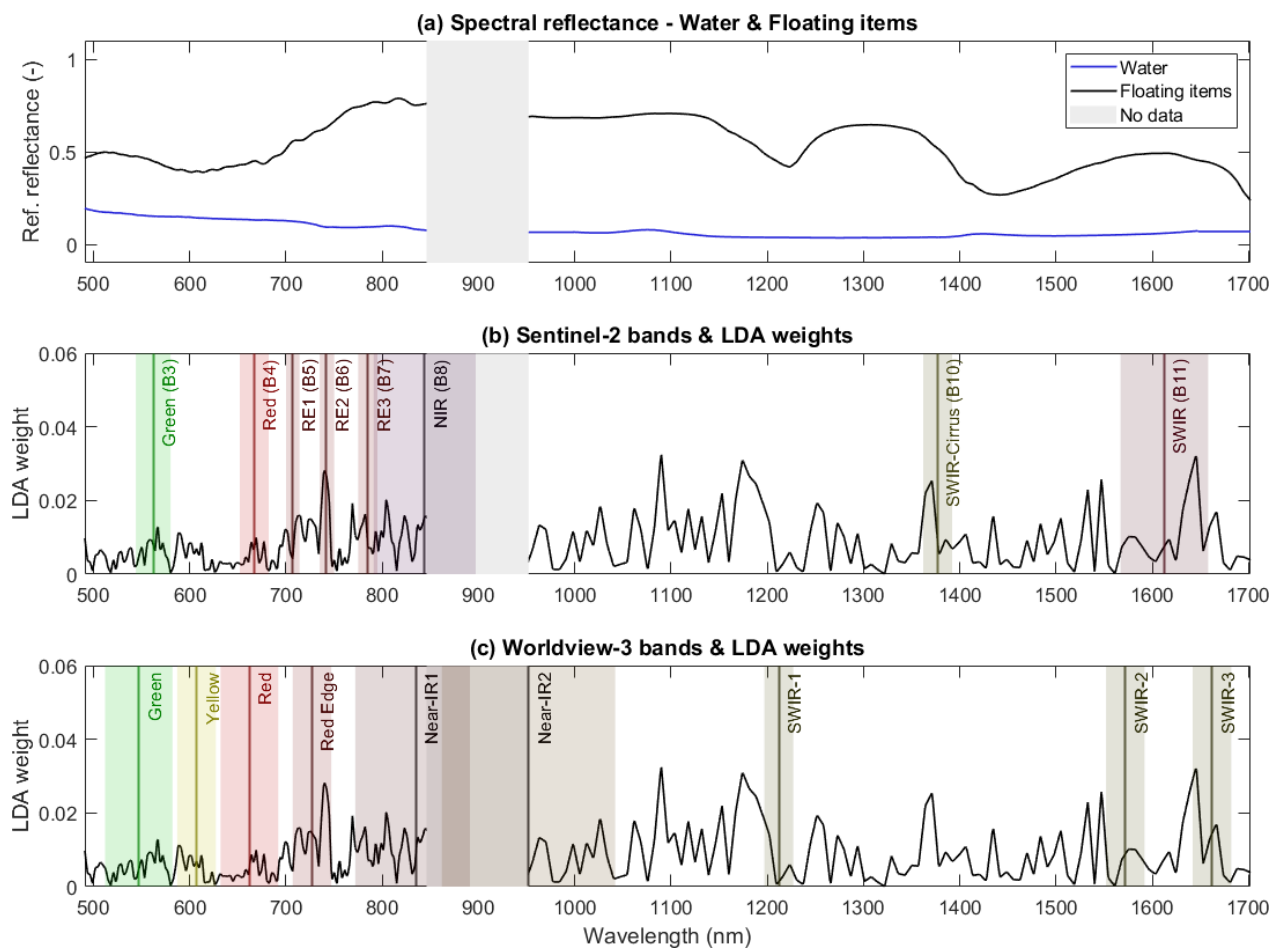 (a) Spectral reflectance - Water & Floating items
Ref. reflectance (-)
1
0.5
0
Water
Floating items
No data
500 600 700 800 900 1000 1100 1200 1300 1400 1500 1600 1700
(b) Sentinel-2 bands & LDA weights
LDA weight
0.06
0.04
0.02
0
Green (B3)
Red (B4)
RE1 (B5)
RE2 (B6)
RE3 (B7)
NIR (B8)
SWIR-Cirrus (B10)
SWIR (B11)
500 600 700 800 900 1000 1100 1200 1300 1400 1500 1600 1700
(c) Worldview-3 bands & LDA weights
LDA weight
0.06
0.04
0.02
0
Green
Yellow
Red
Red Edge
Near-IR1
Near-IR2
SWIR-1
SWIR-2
SWIR-3
500 600 700 800 900 1000 1100 1200 1300 1400 1500 1600 1700
Wavelength (nm)